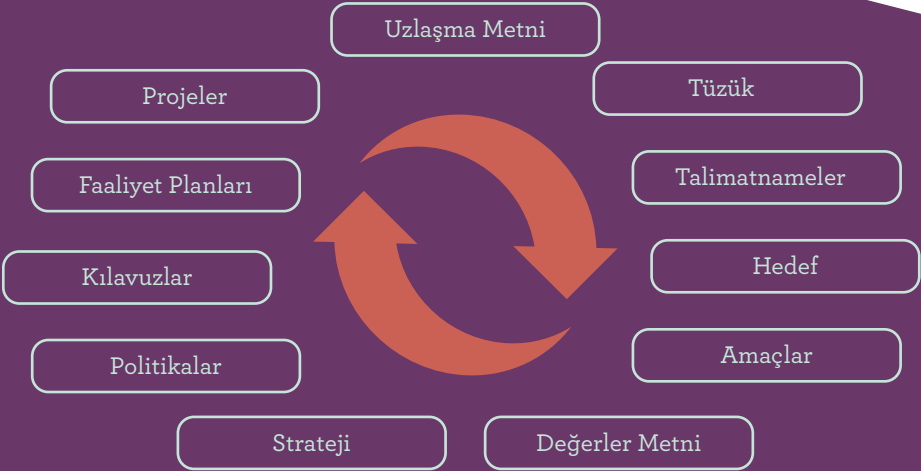 Uzlaşma Metni
Tüzük
Talimatnameler
Hedef
Amaçlar
Değerler Metni
Strateji
Politikalar
Kılavuzlar
Faaliyet Planları
Projeler